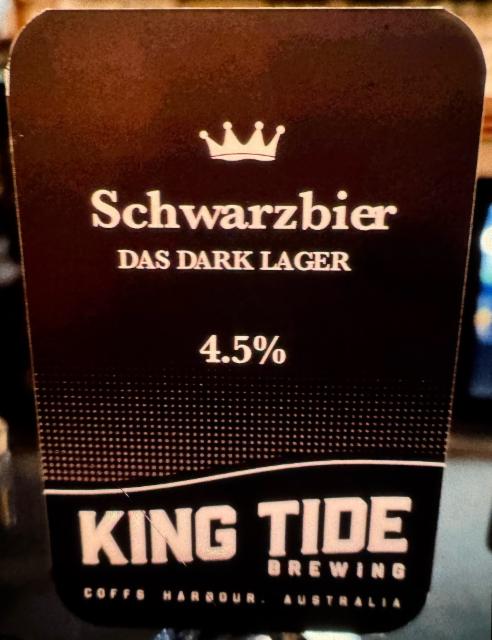 Schwarzbier
DAS DARK LAGER
4.5%
KING TIDE
BREWING
COFFS HARBOUR. AUSTRALIA